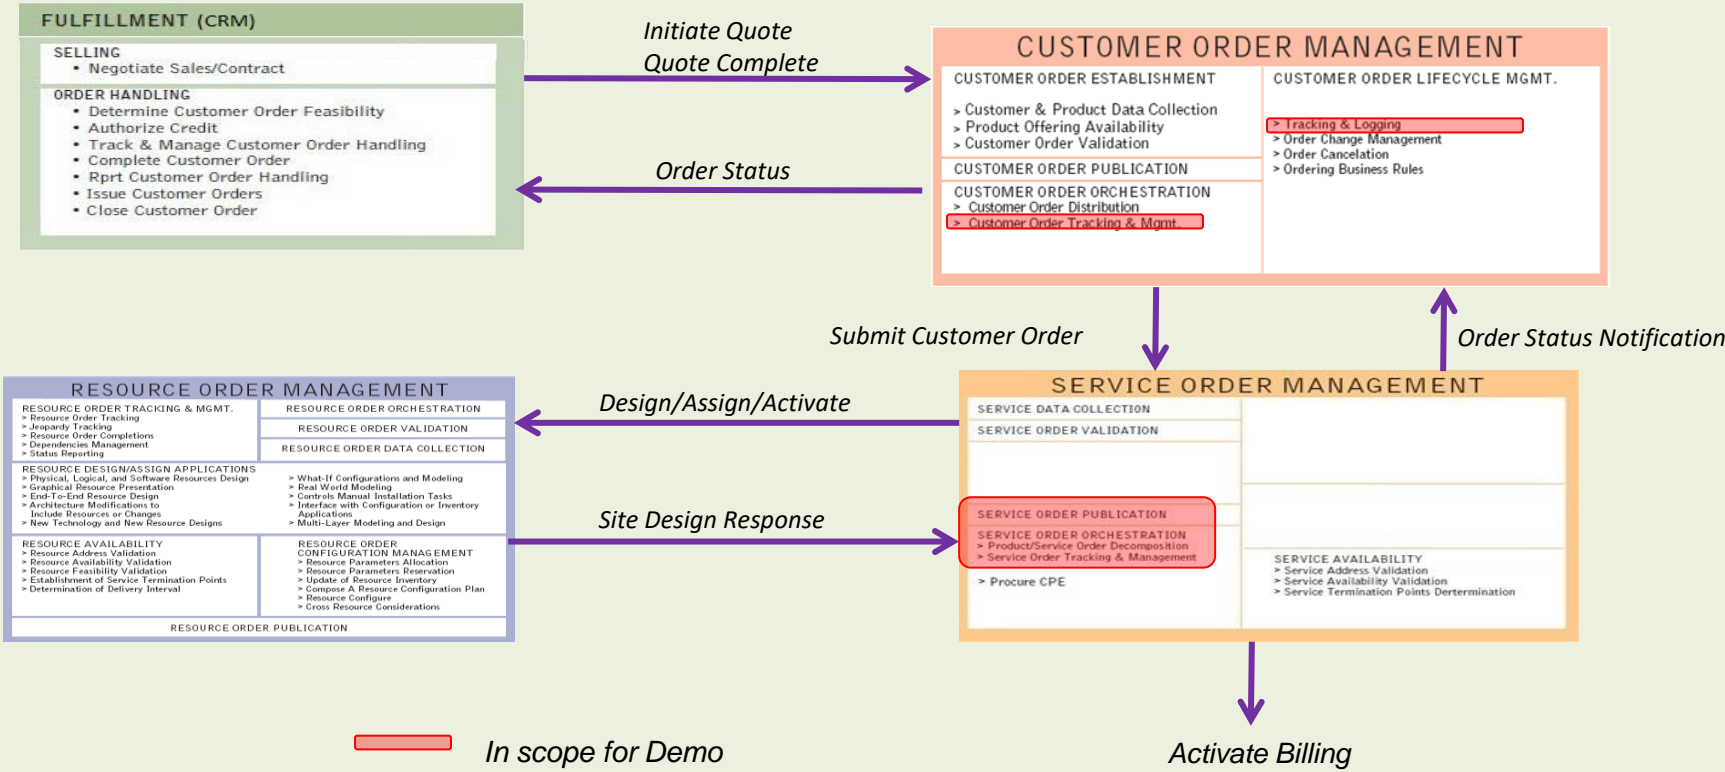 FULFILLMENT (CRM)
SELLING
• Negotiate Sales/Contract
ORDER HANDLING
• Determine Customer Order Feasibility
• Authorize Credit
• Track & Manage Customer Order Handling
• Complete Customer Order
• Rprt Customer Order Handling
• Issue Customer Orders
• Close Customer Order
Initiate Quote
Quote Complete
Order Status
CUSTOMER ORDER MANAGEMENT
CUSTOMER ORDER ESTABLISHMENT
> Customer & Product Data Collection
> Product Offering Availability
> Customer Order Validation
CUSTOMER ORDER PUBLICATION
CUSTOMER ORDER ORCHESTRATION
> Customer Order Distribution
> Customer Order Tracking & Mgmt.
CUSTOMER ORDER LIFECYCLE MGMT.
> Tracking & Logging
> Order Change Management
> Order Cancelation
> Ordering Business Rules
Submit Customer Order
Order Status Notification
RESOURCE ORDER MANAGEMENT
RESOURCE ORDER TRACKING & MGMT.
> Resource Order Tracking
> Jeopardy Tracking
> Resource Order Completions
> Dependencies Management
> Status Reporting
RESOURCE ORDER ORCHESTRATION
RESOURCE ORDER VALIDATION
RESOURCE ORDER DATA COLLECTION
RESOURCE DESIGN/ASSIGN APPLICATIONS
> Physical, Logical, and Software Resources Design
> Graphical Resource Presentation
> End-To-End Resource Design
> Architecture Modifications to
Include Resources or Changes
> New Technology and New Resource Designs
> What-If Configurations and Modeling
> Real World Modeling
> Controls Manual Installation Tasks
> Interface with Configuration or Inventory
Applications
> Multi-Layer Modeling and Design
RESOURCE AVAILABILITY
> Resource Address Validation
> Resource Availability Validation
> Resource Feasibility Validation
> Establishment of Service Termination Points
> Determination of Delivery Interval
RESOURCE ORDER
CONFIGURATION MANAGEMENT
> Resource Parameters Allocation
> Resource Parameters Reservation
> Update of Resource Inventory
> Compose A Resource Configuration Plan
> Resource Configure
> Cross Resource Considerations
RESOURCE ORDER PUBLICATION
Design/Assign/Activate
Site Design Response
SERVICE ORDER MANAGEMENT
SERVICE DATA COLLECTION
SERVICE ORDER VALIDATION
SERVICE ORDER PUBLICATION
SERVICE ORDER ORCHESTRATION
> Product/Service Order Decomposition
> Service Order Tracking & Management
> Procure CPE
SERVICE AVAILABILITY
> Service Address Validation
> Service Availability Validation
> Service Termination Points Dertermination
In scope for Demo
Activate Billing